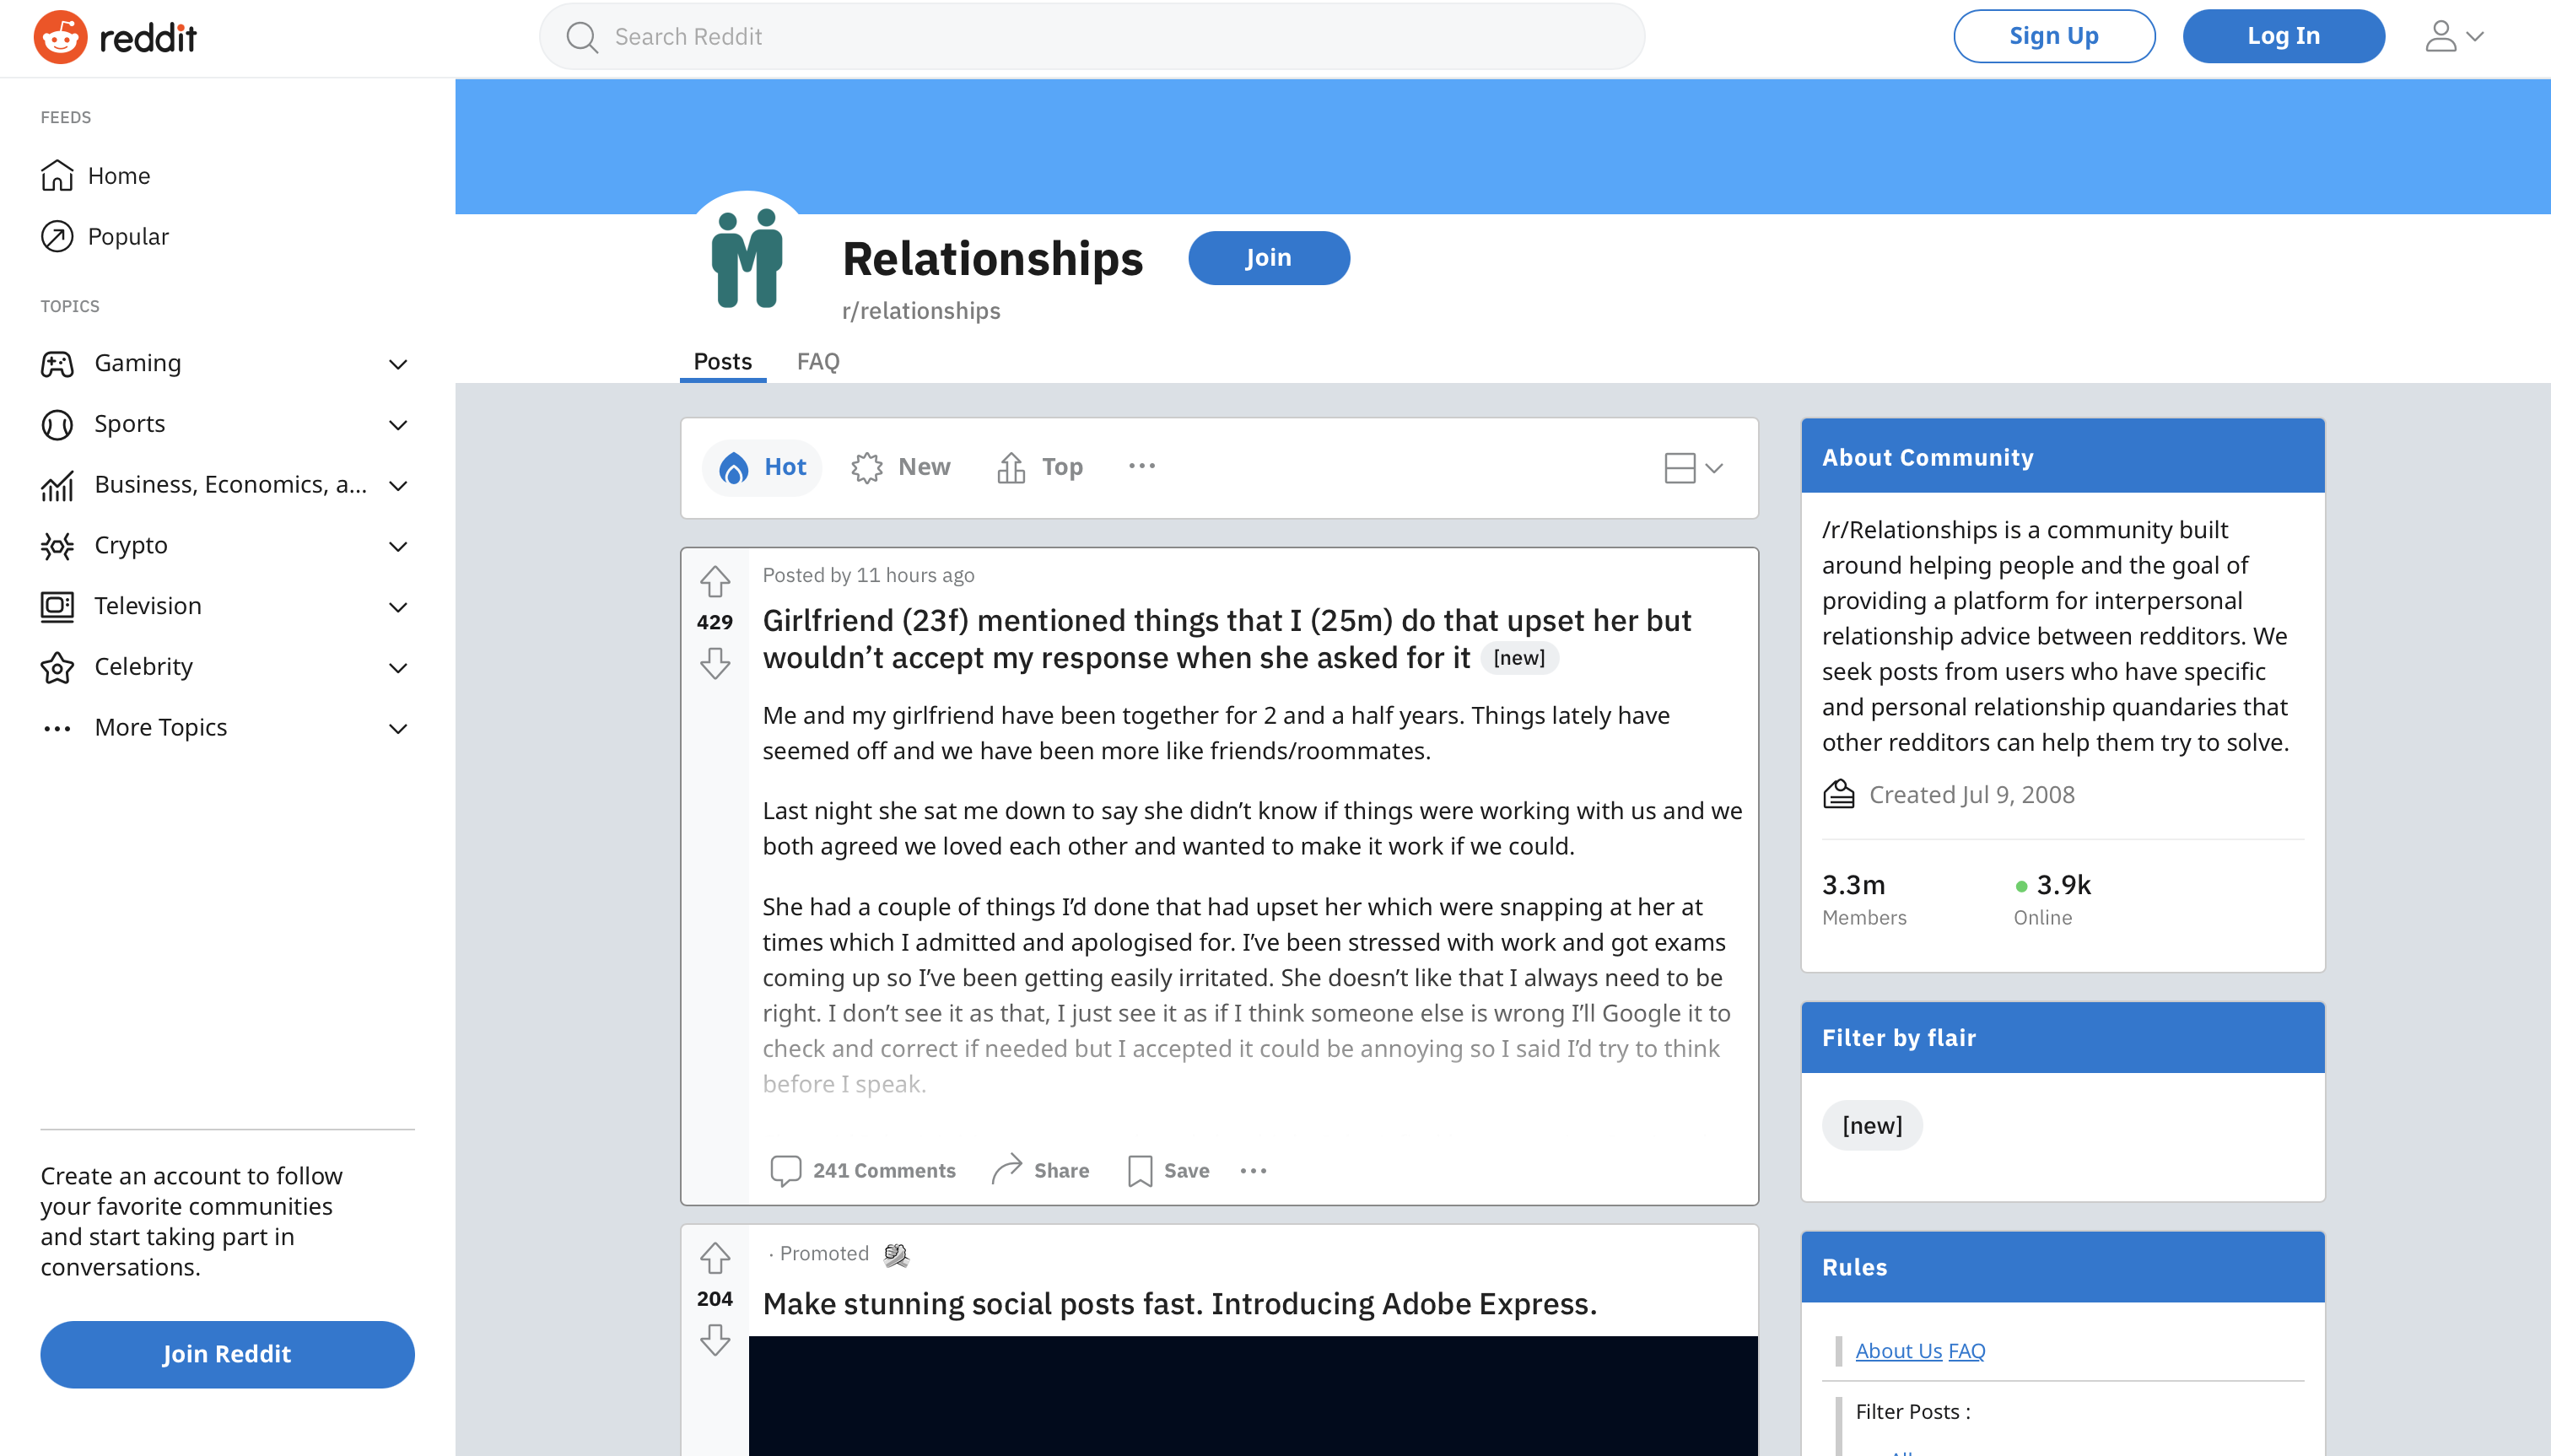 reddit
Search Reddit
Sign Up
Log In
FEEDS
Home
Popular
TOPICS
Gaming
Sports
Business, Economics, a...
Crypto
Television
Celebrity
More Topics
Create an account to follow
your favorite communities
and start taking part in
conversations.
Join Reddit
Relationships
Join
r/relationships
Posts FAQ
Hot New Top
429
Posted by 11 hours ago
Girlfriend (23f) mentioned things that I (25m) do that upset her but
wouldn’t accept my response when she asked for it [new]
Me and my girlfriend have been together for 2 and a half years. Things lately have
seemed off and we have been more like friends/roommates.
Last night she sat me down to say she didn’t know if things were working with us and we
both agreed we loved each other and wanted to make it work if we could.
She had a couple of things I’d done that had upset her which were snapping at her at
times which I admitted and apologised for. I’ve been stressed with work and got exams
coming up so I’ve been getting easily irritated. She doesn’t like that I always need to be
right. I don’t see it as that, I just see it as if I think someone else is wrong I’ll Google it to
check and correct if needed but I accepted it could be annoying so I said I’d try to think
before I speak.
241 Comments Share Save
204
· Promoted
Make stunning social posts fast. Introducing Adobe Express.
About Community
/r/Relationships is a community built
around helping people and the goal of
providing a platform for interpersonal
relationship advice between redditors. We
seek posts from users who have specific
and personal relationship quandaries that
other redditors can help them try to solve.
Created Jul 9, 2008
3.3m 3.9k
Members Online
Filter by flair
[new]
Rules
About Us FAQ
Filter Posts :